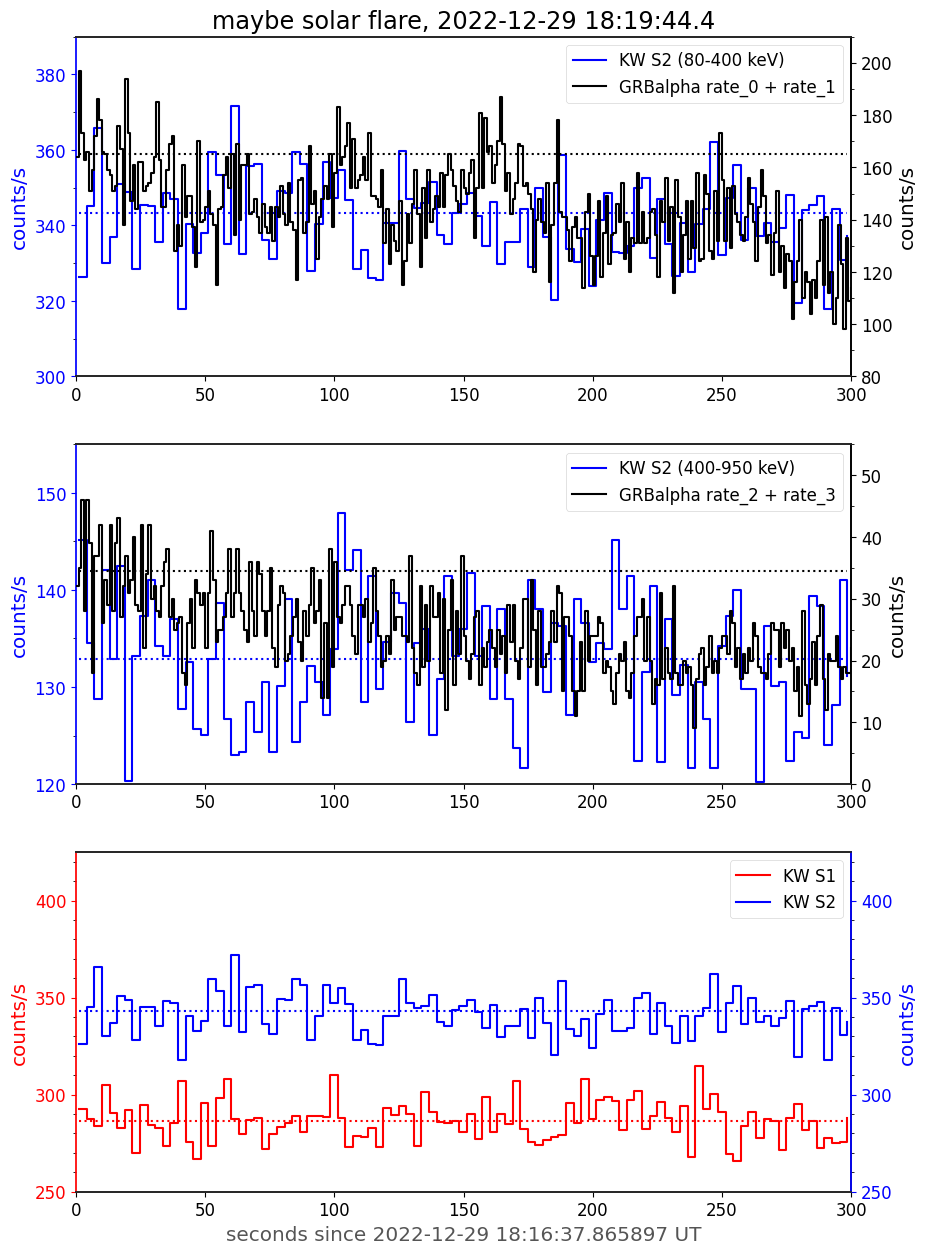 maybe solar flare, 2022-12-29 18:19:44.4
KW S2 (80-400 keV)
GRBalpha rate_0 + rate_1
counts/s
380
360
340
320
300
200
180
160
140
120
100
80
counts/s
0 50 100 150 200 250 300
KW S2 (400-950 keV)
GRBalpha rate_2 + rate_3
counts/s
150
140
130
120
50
40
30
20
10
0
counts/s
0 50 100 150 200 250 300
KW S1
KW S2
counts/s
400
350
300
250
400
350
300
250
counts/s
0 50 100 150 200 250 300
seconds since 2022-12-29 18:16:37.865897 UT